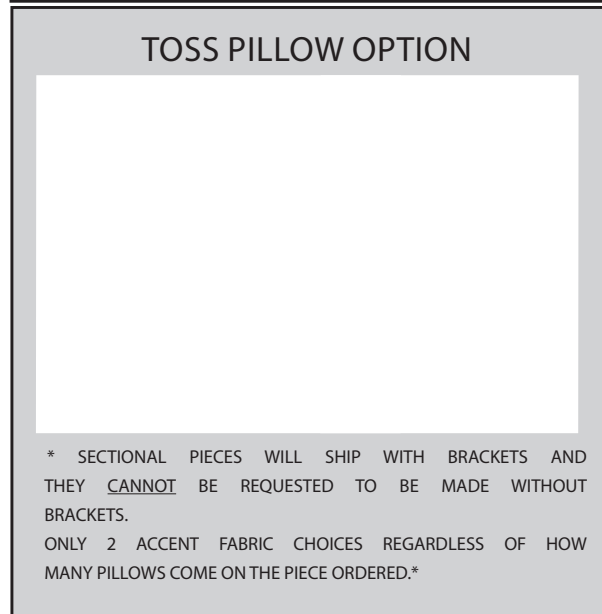 TOSS PILLOW OPTION
* SECTIONAL PIECES WILL SHIP WITH BRACKETS AND
THEY CANNOT BE REQUESTED TO BE MADE WITHOUT
BRACKETS.
ONLY 2 ACCENT FABRIC CHOICES REGARDLESS OF HOW
MANY PILLOWS COME ON THE PIECE ORDERED.*